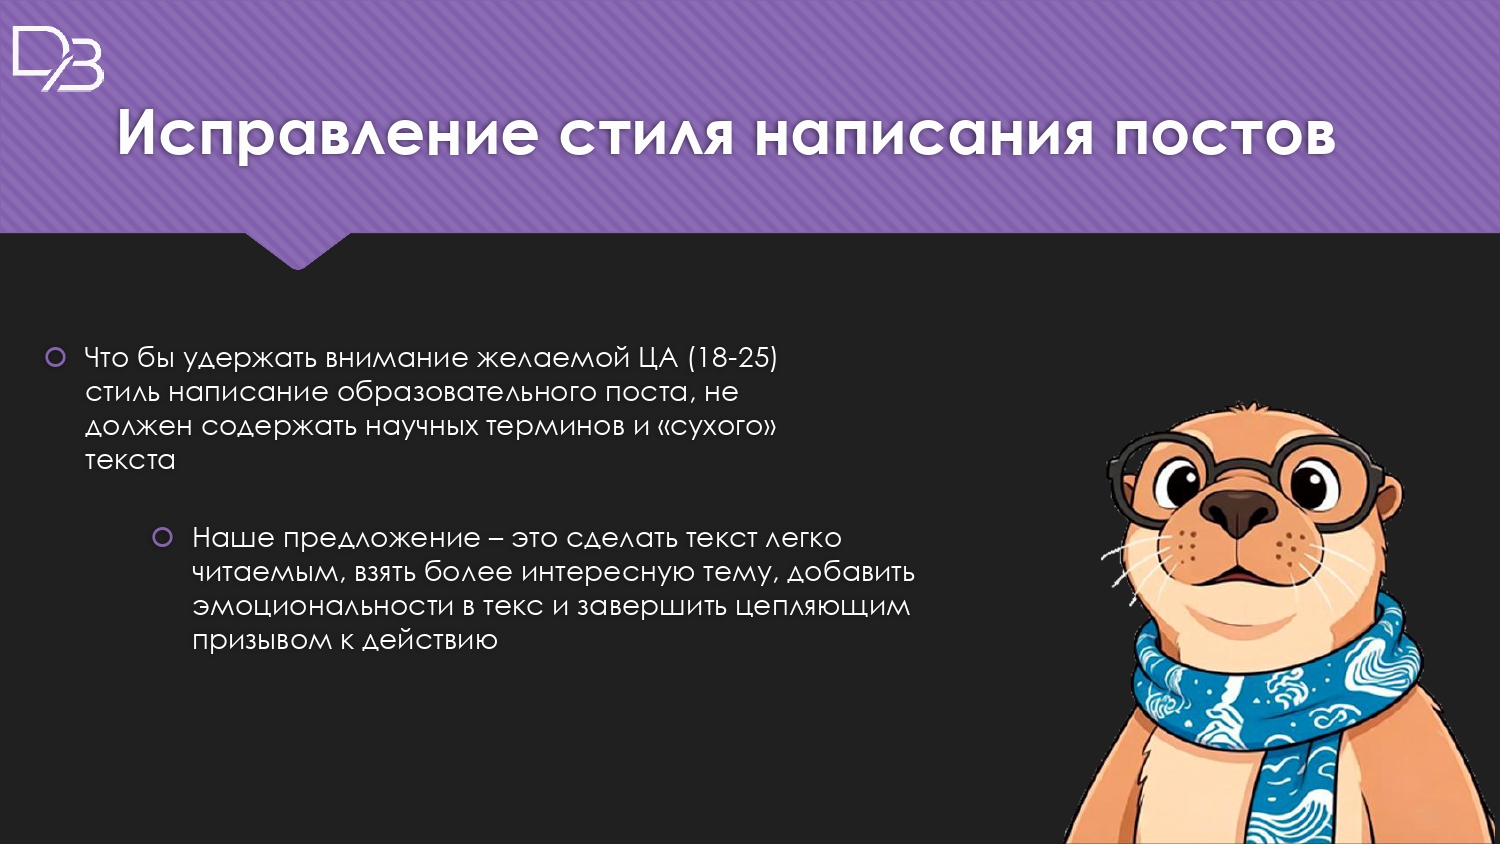 DB
Исправление стиля написания постов
Что бы удержать внимание желаемой ЦА (18-25)
стиль написание образовательного поста, не
должен содержать научных терминов и «сухого»
текста
Наше предложение – это сделать текст легко
читаемым, взять более интересную тему, добавить
эмоциональности в текс и завершить цепляющим
призывом к действию